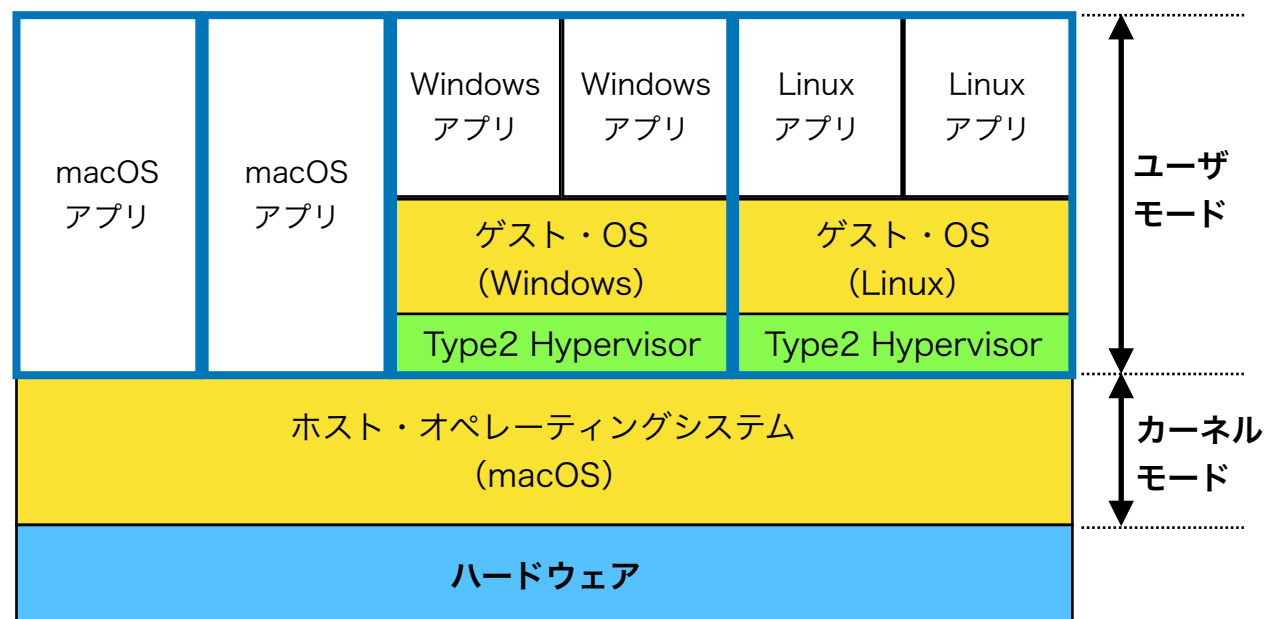 macOS
アプリ
macOS
アプリ
Windows
アプリ
Windows
アプリ
Linux
アプリ
Linux
アプリ
ゲスト・OS
（Windows）
ゲスト・OS
（Linux）
Type2 Hypervisor
Type2 Hypervisor
ホスト・オペレーティングシステム
（macOS）
ハードウェア
ユーザ
モード
カーネル
モード